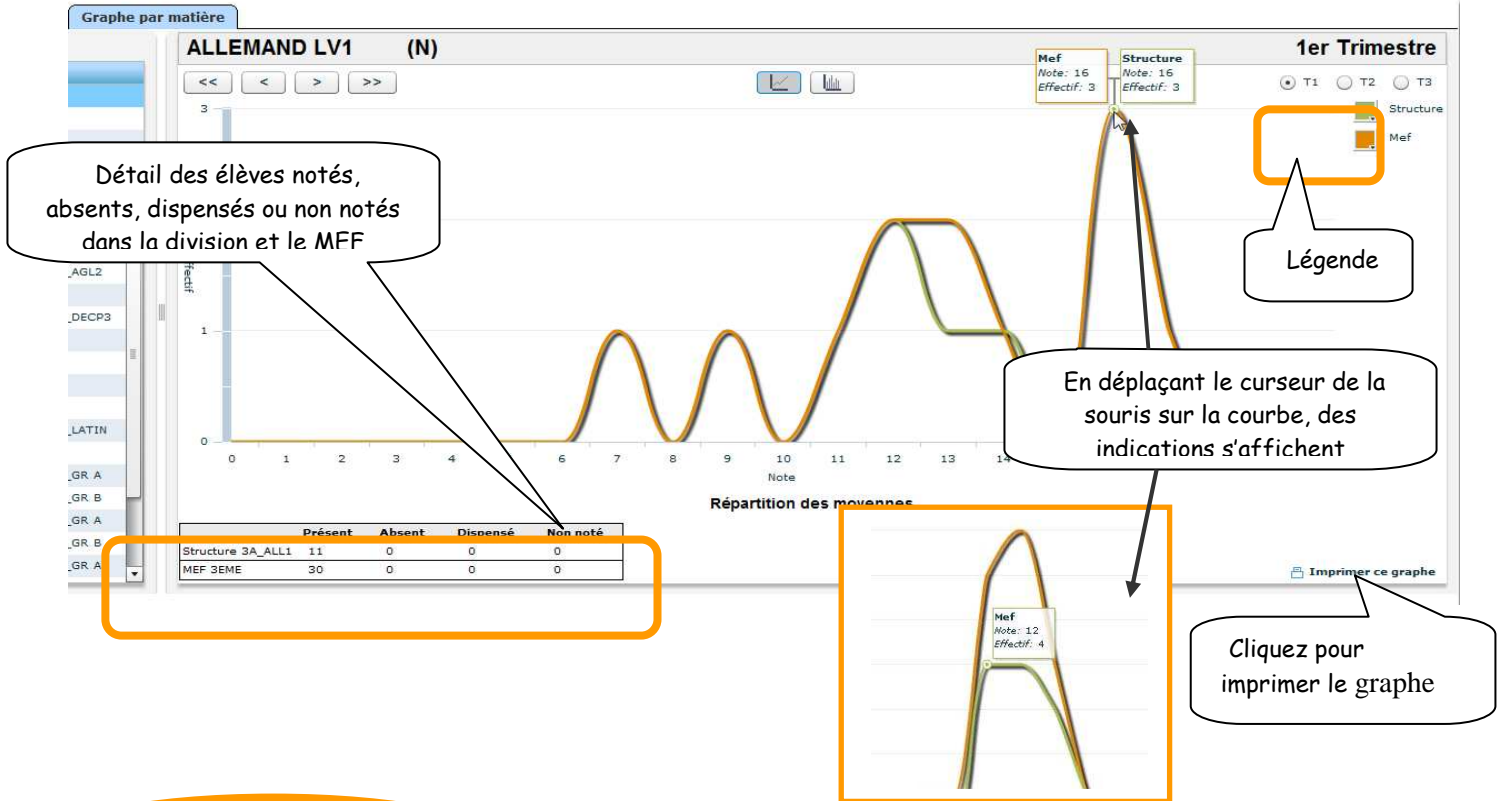 Graphe par matière
ALLEMAND LV1 (N)
1er Trimestre
<< < > >>
Mef
Note: 16
Effectif: 3
Structure
Note: 16
Effectif: 3
T1 T2 T3
Structure
Mef
3
Détail des élèves notés,
absents, dispensés ou non notés
dans la division et le MEF
Légende
_AGL2
_DECP3
_LATIN
_GR A
_GR B
_GR A
_GR B
_GR A
1
0
En déplaçant le curseur de la
souris sur la courbe, des
indications s'affichent
0 1 2 3 4 6 7 8 9 10 11 12 13 14
Note
Répartition des moyennes
Présent Absent Dispensé Non noté
Structure 3A_ALL1 11 0 0 0
MEF 3EME 30 0 0 0
Imprimer ce graphe
Mef
Note: 12
Effectif: 4
Cliquez pour
imprimer le graphe